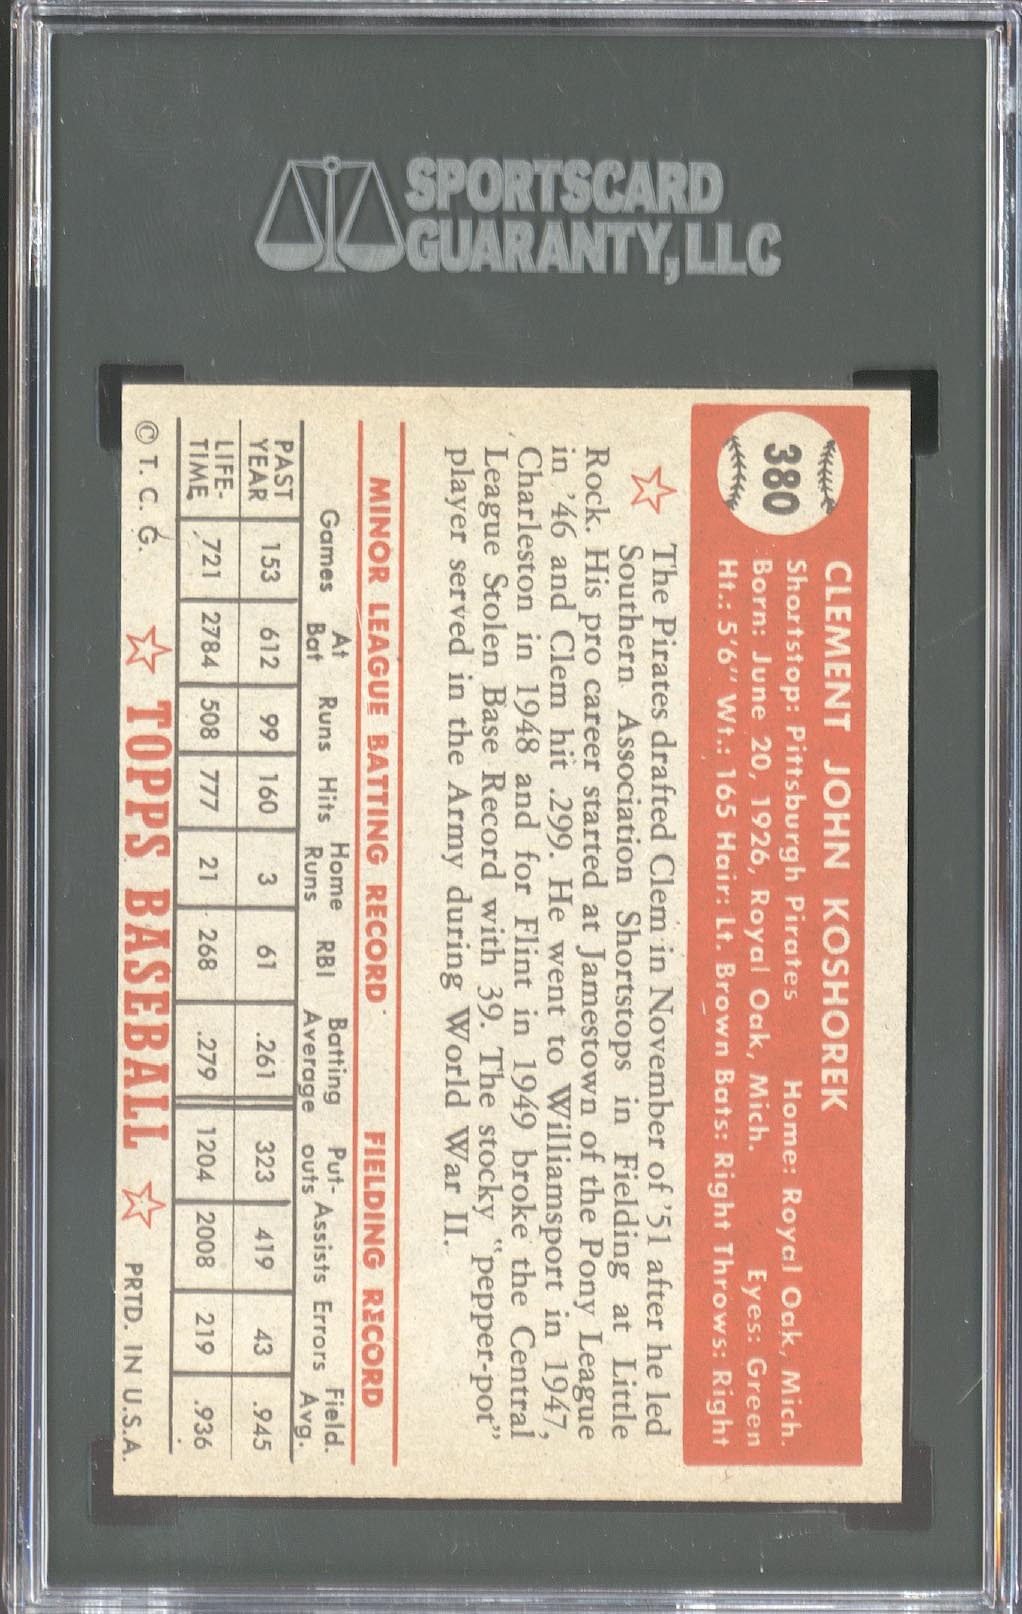 SPORTSCARD
GUARANTY, LLC
380
CLEMENT JOHN KOSHOREK
Shortstop: Pittsburgh Pirates Home: Royal Oak, Mich.
Born: June 20, 1926, Royal Oak, Mich. Eyes: Green
Ht.: 5'6" Wt.: 165 Hair: Lt. Brown Bats: Right Throws: Right
The Pirates drafted Clem in November of '51 after he led
Southern Association Shortstops in Fielding at Little
Rock. His pro career started at Jamestown of the Pony League
in '46 and Clem hit .299. He went to Williamsport in 1947,
Charleston in 1948 and for Flint in 1949 broke the Central
League Stolen Base Record with 39. The stocky "pepper-pot"
player served in the Army during World War II.
MINOR LEAGUE BATTING RECORD FIELDING RECORD
Games At Bat Runs Hits Home Runs RBI Batting Average Put-outs Assists Errors Field. Avg.
PAST YEAR 153 612 99 160 3 61 .261 323 419 43 .945
LIFE-TIME 721 2784 508 777 21 268 .279 1204 2008 219 .936
© T. C. G. TOPPS BASEBALL PRTD. IN U.S.A.